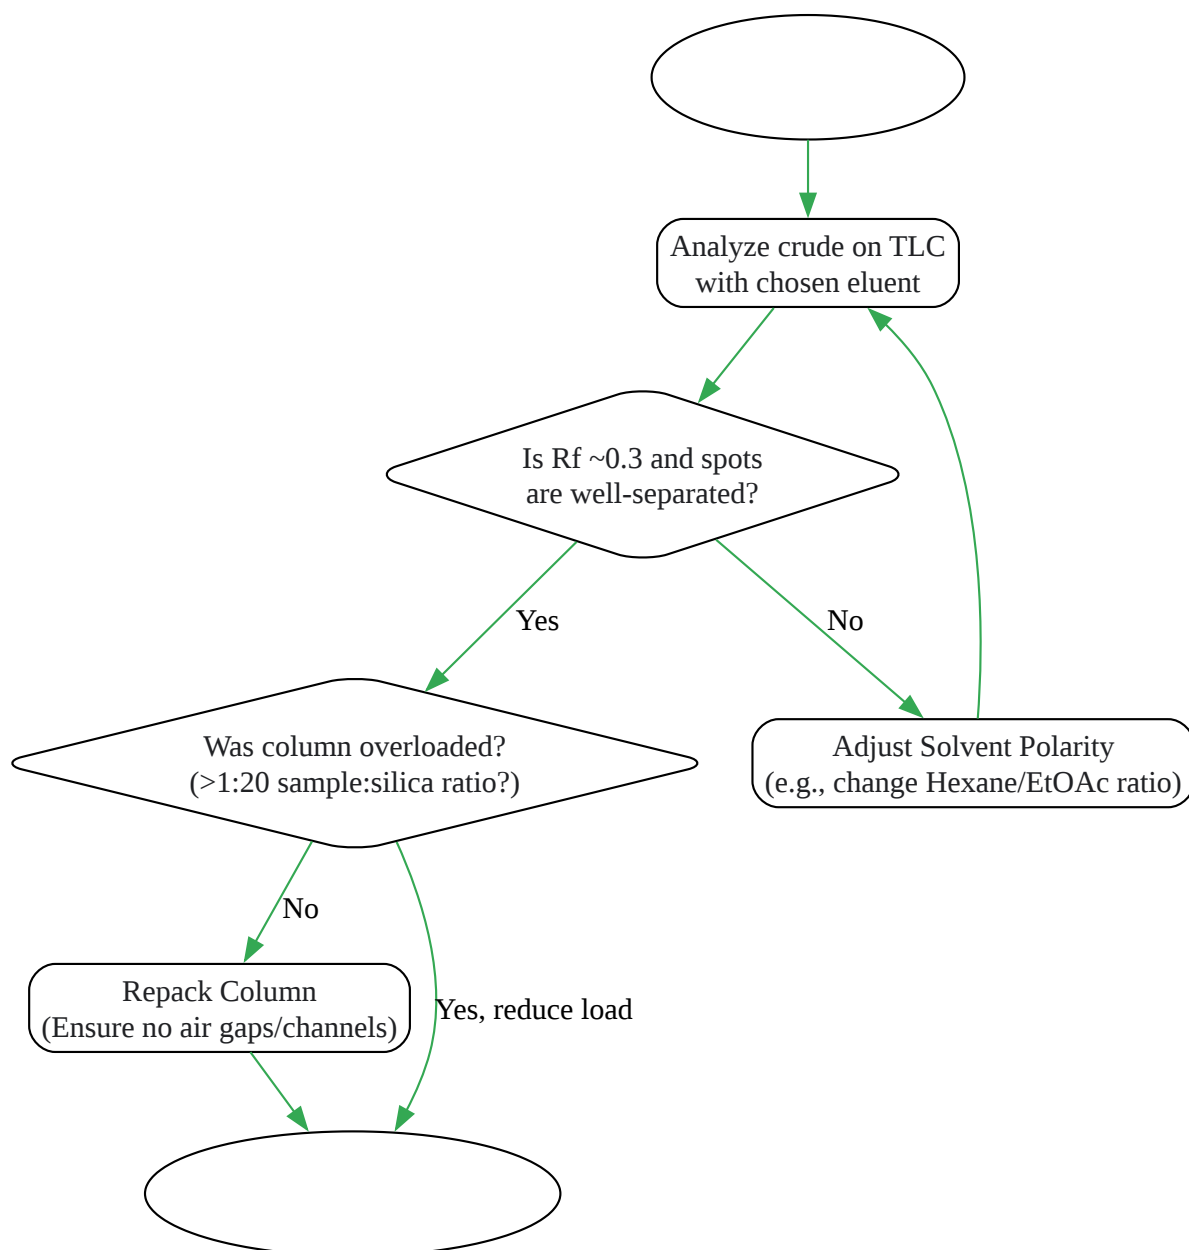 Analyze crude on TLC
with chosen eluent
Is Rf ~0.3 and spots
are well-separated?
Yes
No
Was column overloaded?
(>1:20 sample:silica ratio?)
Adjust Solvent Polarity
(e.g., change Hexane/EtOAc ratio)
No
Repack Column
(Ensure no air gaps/channels)
Yes, reduce load